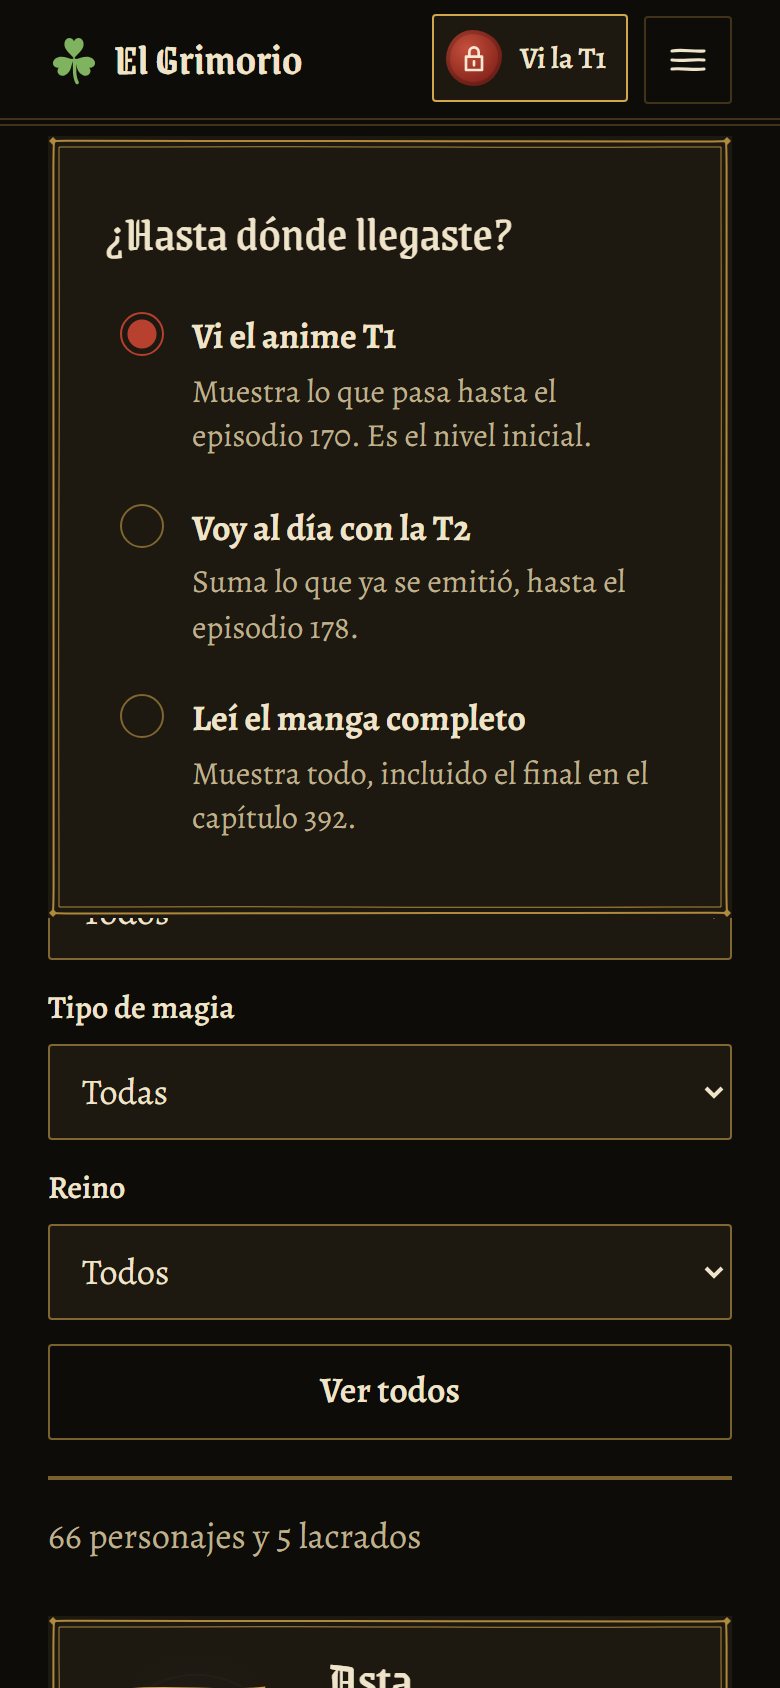 El Grimorio
Vi la T1
¿Hasta dónde llegaste?
Vi el anime T1
Muestra lo que pasa hasta el
episodio 170. Es el nivel inicial.
Voy al día con la T2
Suma lo que ya se emitió, hasta el
episodio 178.
Leí el manga completo
Muestra todo, incluido el final en el
capítulo 392.
Todos
Tipo de magia
Todas
Reino
Todos
Ver todos
66 personajes y 5 lacrados
Asta